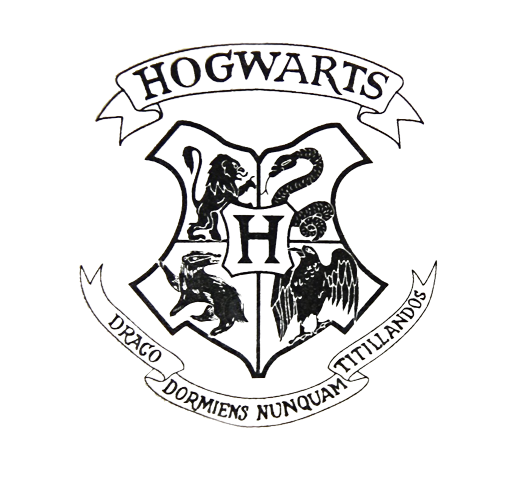 HOGWARTS
H
DRACO
DORMIENS NUNQUAM
TITILLANDOS